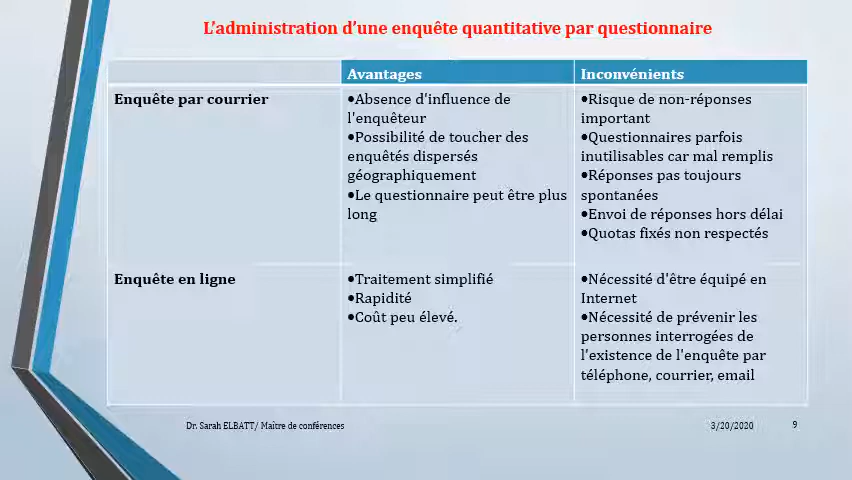 L'administration d'une enquête quantitative par questionnaire
Avantages
Inconvénients
Enquête par courrier
•Absence d'influence de
l'enquêteur
•Possibilité de toucher des
enquêtés dispersés
géographiquement
•Le questionnaire peut être plus
long
•Risque de non-réponses
important
•Questionnaires parfois
inutilisables car mal remplis
•Réponses pas toujours
spontanées
•Envoi de réponses hors délai
•Quotas fixés non respectés
Enquête en ligne
•Traitement simplifié
•Rapidité
•Coût peu élevé.
•Nécessité d'être équipé en
Internet
•Nécessité de prévenir les
personnes interrogées de
l'existence de l'enquête par
téléphone, courrier, email
Dr. Sarah ELBATT/ Maitre de conférences
3/20/2020
9